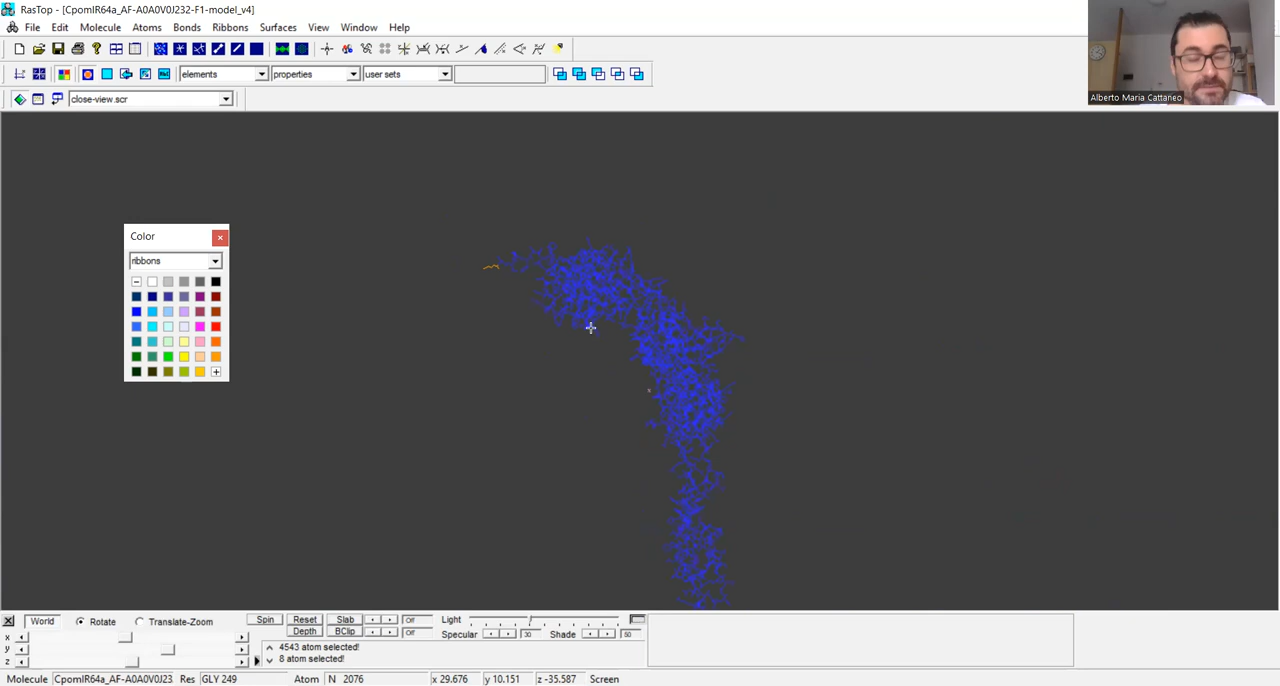 RasTop - [CpomIR64a_AF-A0A0V0J232-F1-model_v4]
File Edit Molecule Atoms Bonds Ribbons Surfaces View Window Help
elements properties user sets
close-view.scr
Alberto Maria Cattaneo
Color
ribbons
World Rotate Translate-Zoom Spin Reset Slab Off Light
Depth BClip Off Specular 30 Shade 60
x
y
z
4543 atom selected!
8 atom selected!
Molecule CpomIR64a_AF-A0A0V0J23 Res GLY 249 Atom N 2076 x 29.676 y 10.151 z -35.587 Screen